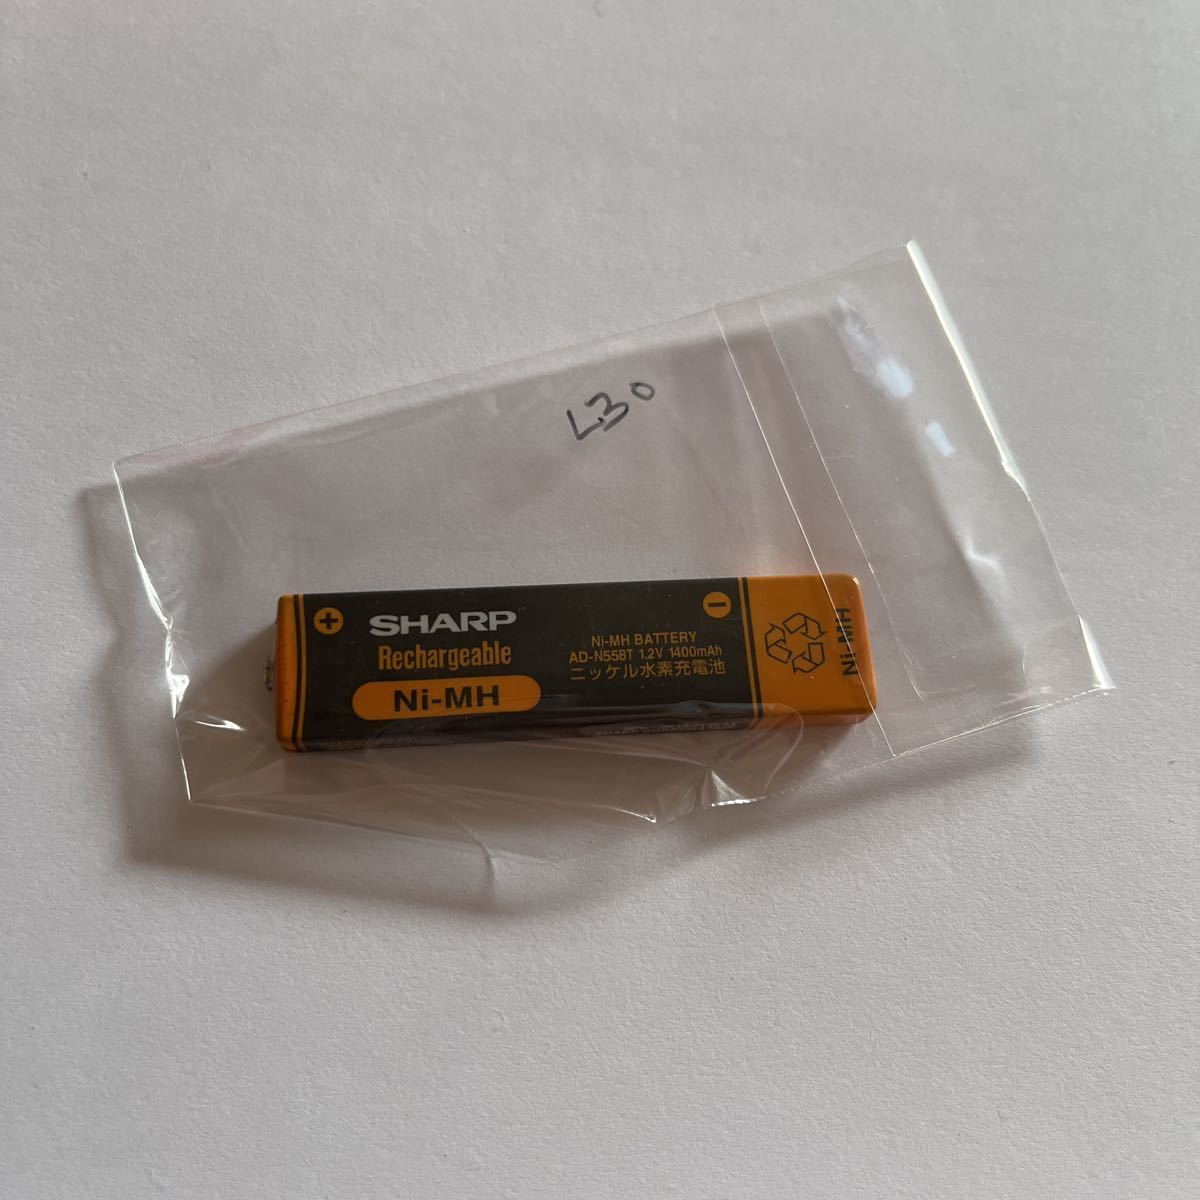 L30
SHARP
Rechargeable
Ni-MH
Ni-MH BATTERY
AD-N55BT 1.2V 1400mAh
ニッケル水素充電池
Ni-MH